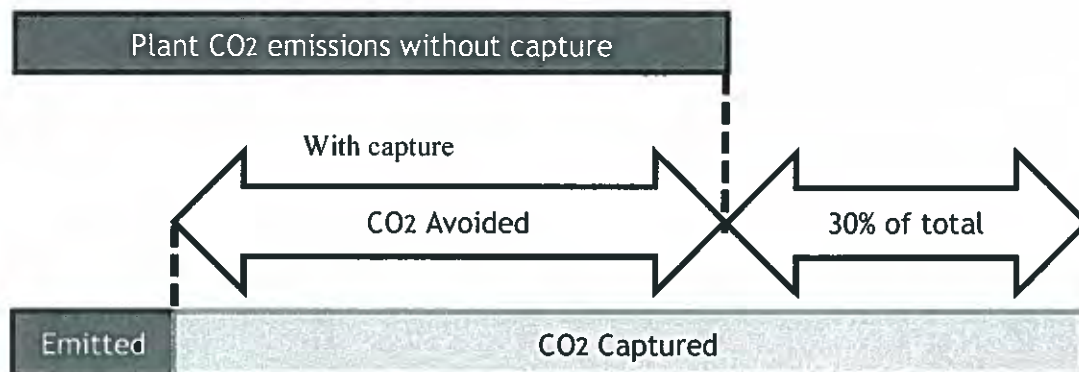 Plant CO2 emissions without capture
With capture
CO2 Avoided
30% of total
Emitted
CO2 Captured